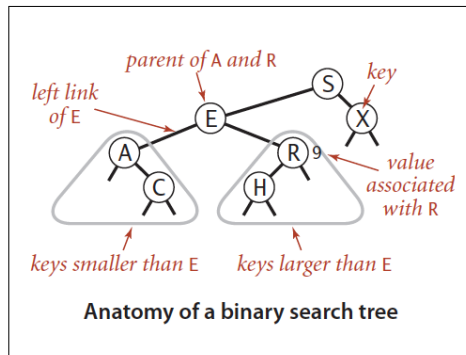 parent of A and R
S
key
left link
of E
E
X
A
R 9
value
associated
with R
C
H
keys smaller than E
keys larger than E
Anatomy of a binary search tree